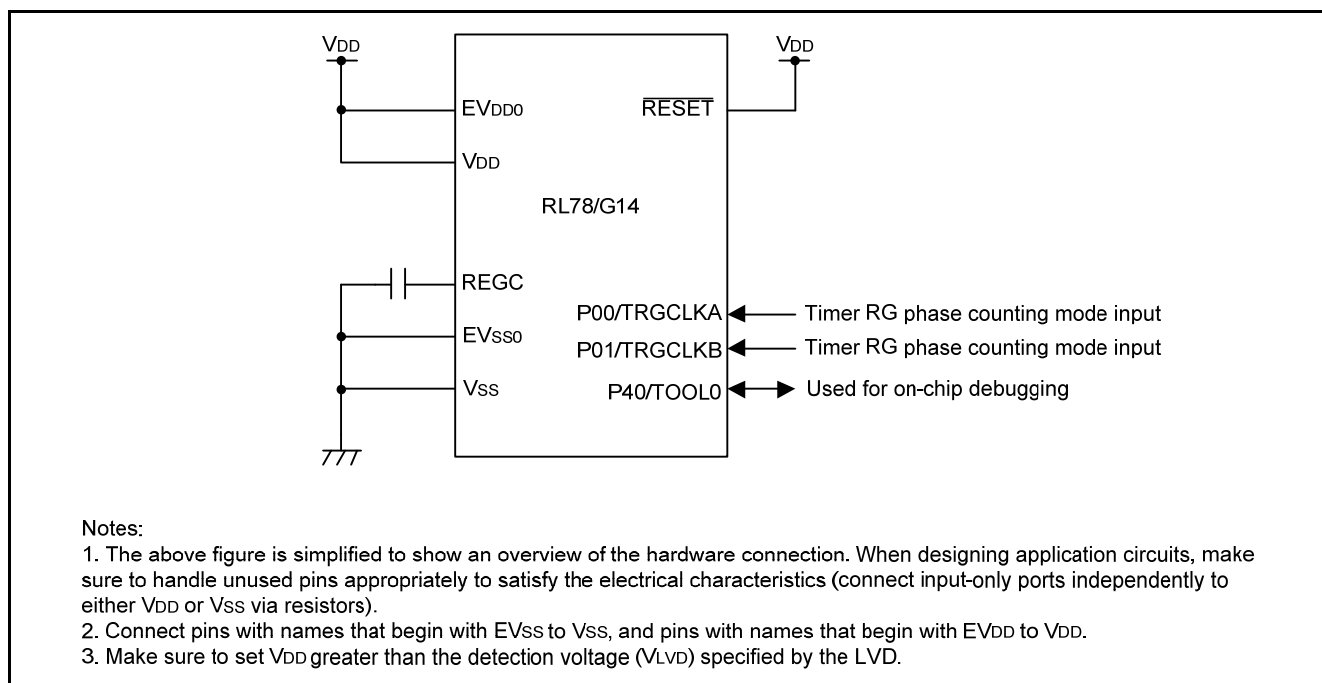 VDD
VDD
EVDD0
RESET
VDD
RL78/G14
REGC
P00/TRGCLKA
Timer RG phase counting mode input
EVSS0
P01/TRGCLKB
Timer RG phase counting mode input
VSS
P40/TOOL0
Used for on-chip debugging
Notes:
1. The above figure is simplified to show an overview of the hardware connection. When designing application circuits, make
sure to handle unused pins appropriately to satisfy the electrical characteristics (connect input-only ports independently to
either VDD or VSS via resistors).
2. Connect pins with names that begin with EVSS to VSS, and pins with names that begin with EVDD to VDD.
3. Make sure to set VDD greater than the detection voltage (VLVD) specified by the LVD.